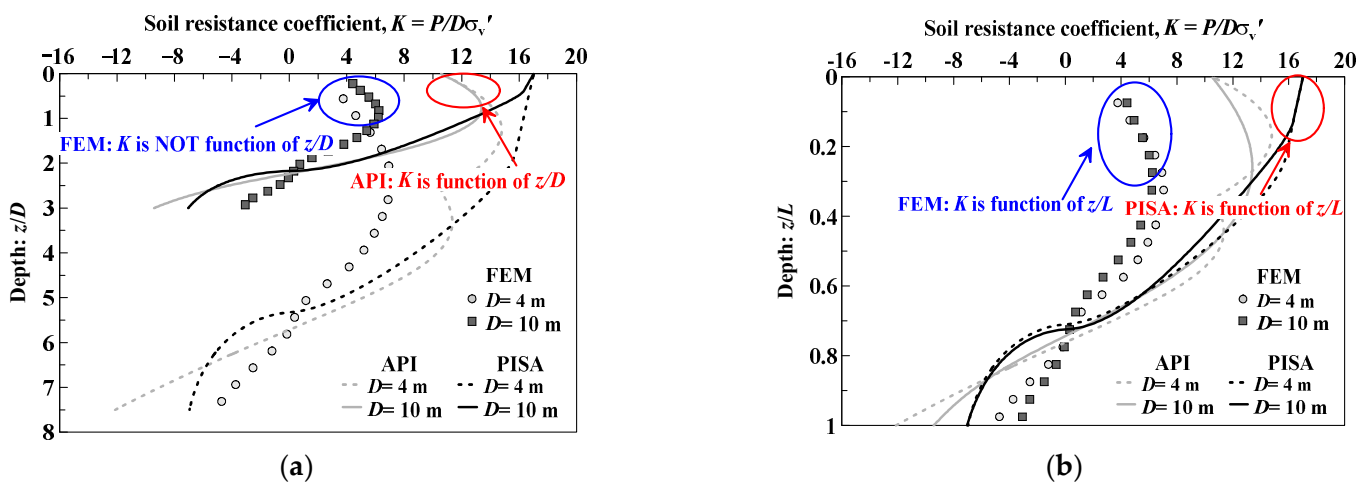 Soil resistance coefficient, K = P/Dσv′
-16 -12 -8 -4 0 4 8 12 16 20
0
1
2
3
4
5
6
7
8
Depth: z/D
FEM: K is NOT function of z/D
API: K is function of z/D
FEM
D= 4 m
D= 10 m
API PISA
D= 4 m D= 4 m
D= 10 m D= 10 m
(a)
Soil resistance coefficient, K = P/Dσv′
-16 -12 -8 -4 0 4 8 12 16 20
0
0.2
0.4
0.6
0.8
1
Depth: z/L
FEM: K is function of z/L
PISA: K is function of z/L
FEM
D= 4 m
D= 10 m
API PISA
D= 4 m D= 4 m
D= 10 m D= 10 m
(b)